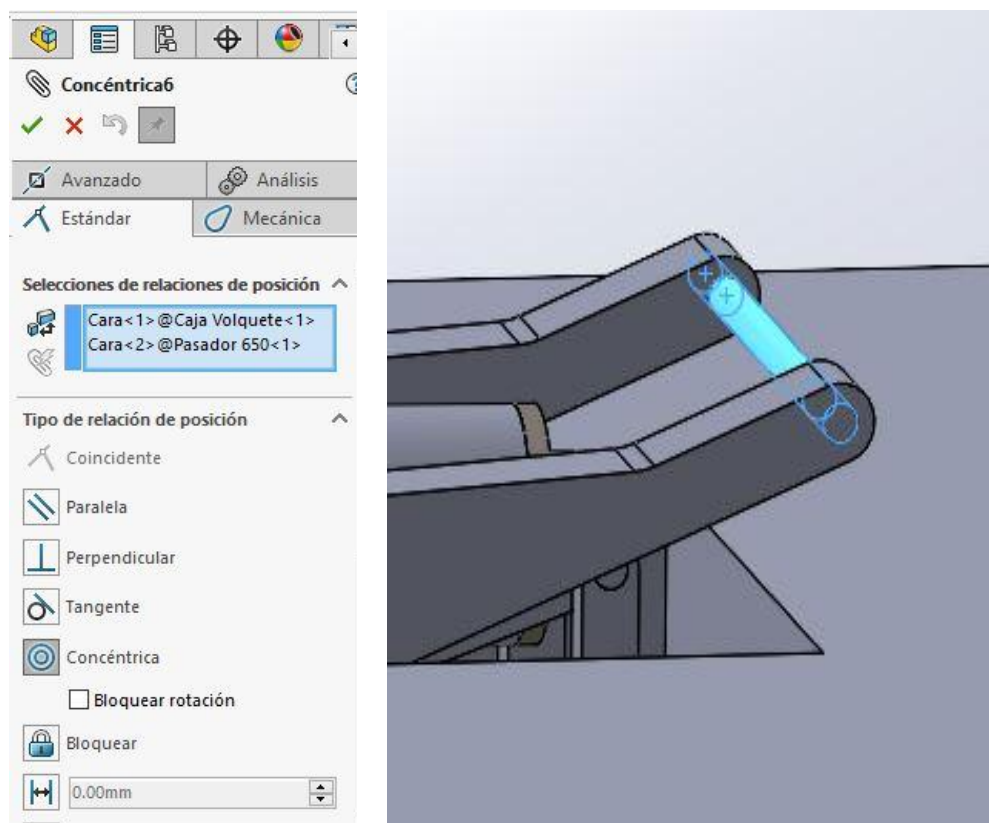 Concéntrica6
Avanzado
Análisis
Estándar
Mecánica
Selecciones de relaciones de posición
Cara<1>@Caja Volquete<1>
Cara<2>@Pasador 650<1>
Tipo de relación de posición
Coincidente
Paralela
Perpendicular
Tangente
Concéntrica
Bloquear rotación
Bloquear
0.00mm